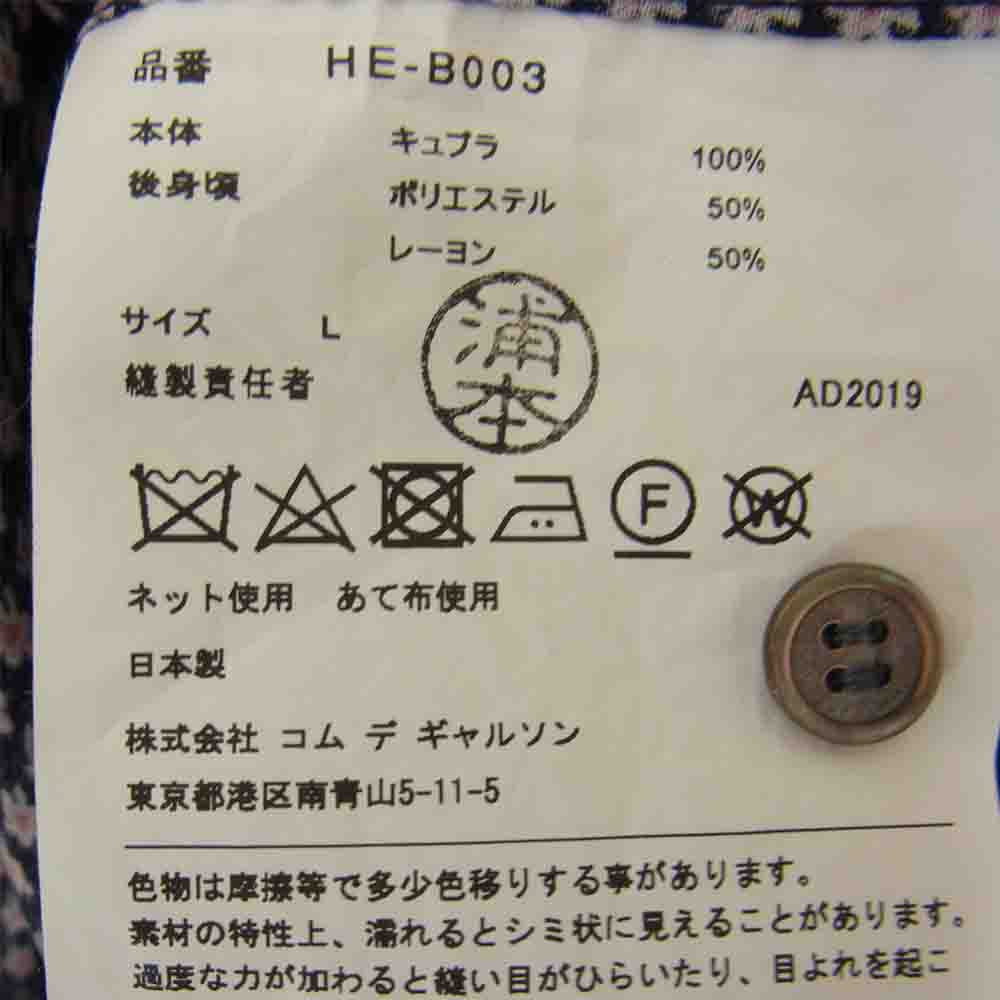 品番 HE-B003
本体 キュプラ 100%
後身頃 ポリエステル 50%
レーヨン 50%
サイズ L
縫製責任者 浦本 AD2019
F W
ネット使用 あて布使用
日本製
株式会社 コム デ ギャルソン
東京都港区南青山5-11-5
色物は摩擦等で多少色移りする事があります。
素材の特性上、濡れるとシミ状に見えることがあります。
過度な力が加わると縫い目がひらいたり、目よれを起こ